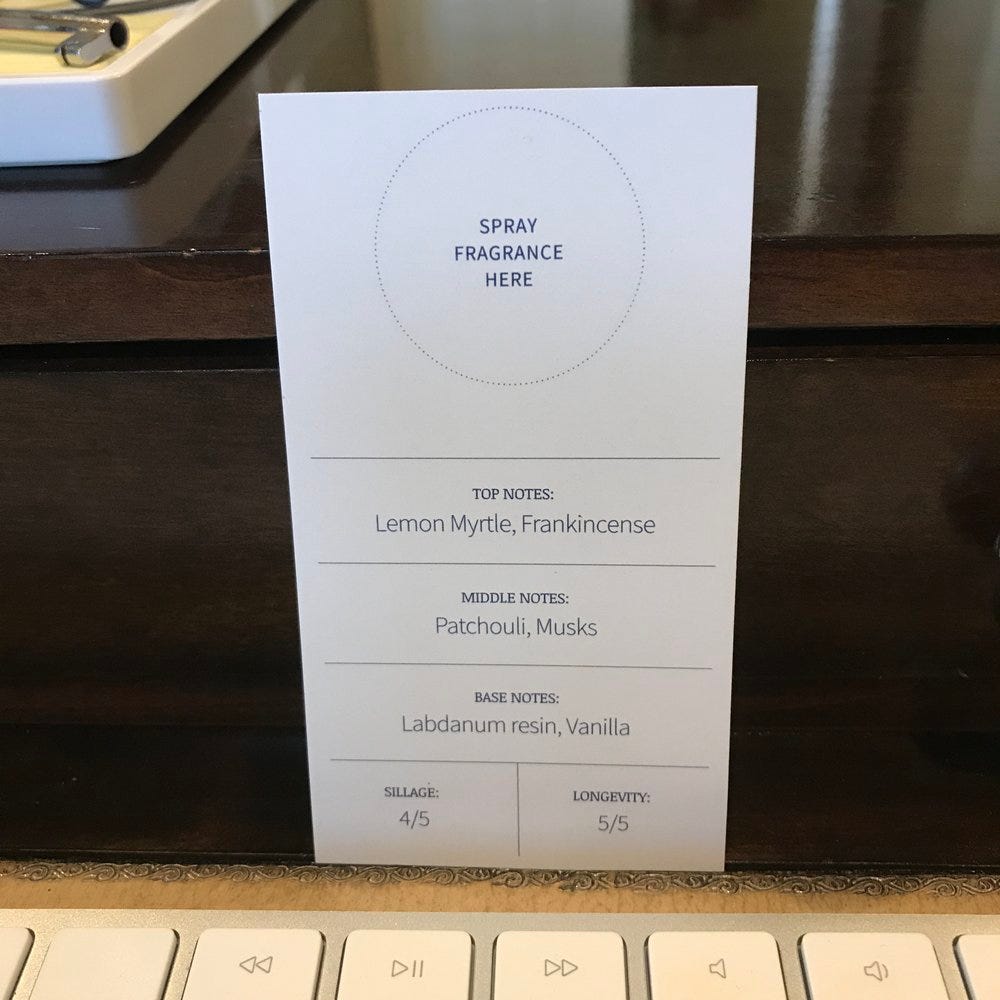 SPRAY
FRAGRANCE
HERE
TOP NOTES:
Lemon Myrtle, Frankincense
MIDDLE NOTES:
Patchouli, Musks
BASE NOTES:
Labdanum resin, Vanilla
SILLAGE:
4/5
LONGEVITY:
5/5